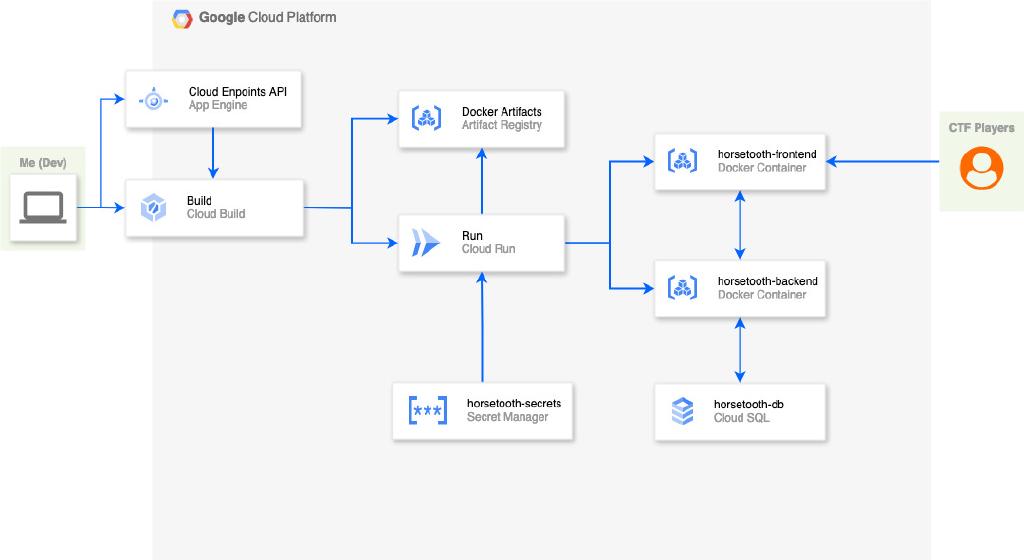 Google Cloud Platform
Cloud Enpoints API
App Engine
Me (Dev)
Build
Cloud Build
Docker Artifacts
Artifact Registry
Run
Cloud Run
horsetooth-secrets
Secret Manager
***
horsetooth-frontend
Docker Container
horsetooth-backend
Docker Container
horsetooth-db
Cloud SQL
CTF Players